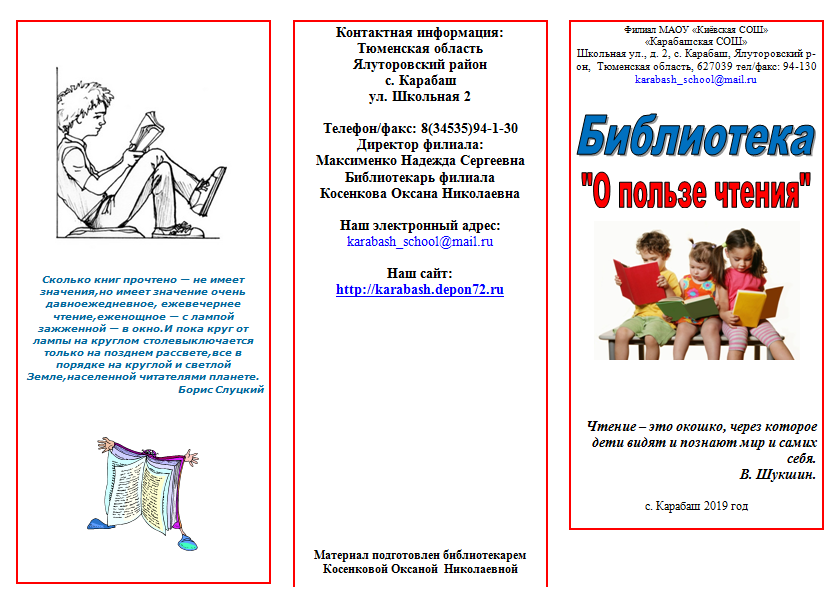 Сколько книг прочтено — не имеет
значения,но имеет значение очень
давноежедневное, ежевечернее
чтение,еженощное — с лампой
зажженной — в окно.И пока круг от
лампы на круглом столевыключается
только на позднем рассвете,все в
порядке на круглой и светлой
Земле,населенной читателями планете.
Борис Слуцкий
Контактная информация:
Тюменская область
Ялуторовский район
с. Карабаш
ул. Школьная 2
Телефон/факс: 8(34535)94-1-30
Директор филиала:
Максименко Надежда Сергеевна
Библиотекарь филиала
Косенкова Оксана Николаевна
Наш электронный адрес:
karabash_school@mail.ru
Наш сайт:
http://karabash.depon72.ru
Материал подготовлен библиотекарем
Косенковой Оксаной Николаевной
Филиал МАОУ «Киёвская СОШ»
«Карабашская СОШ»
Школьная ул., д. 2, с. Карабаш, Ялуторовский р-
он, Тюменская область, 627039 тел/факс: 94-130
karabash_school@mail.ru
Библиотека
"О пользе чтения"
Чтение – это окошко, через которое
дети видят и познают мир и самих
себя.
В. Шукшин.
с. Карабаш 2019 год